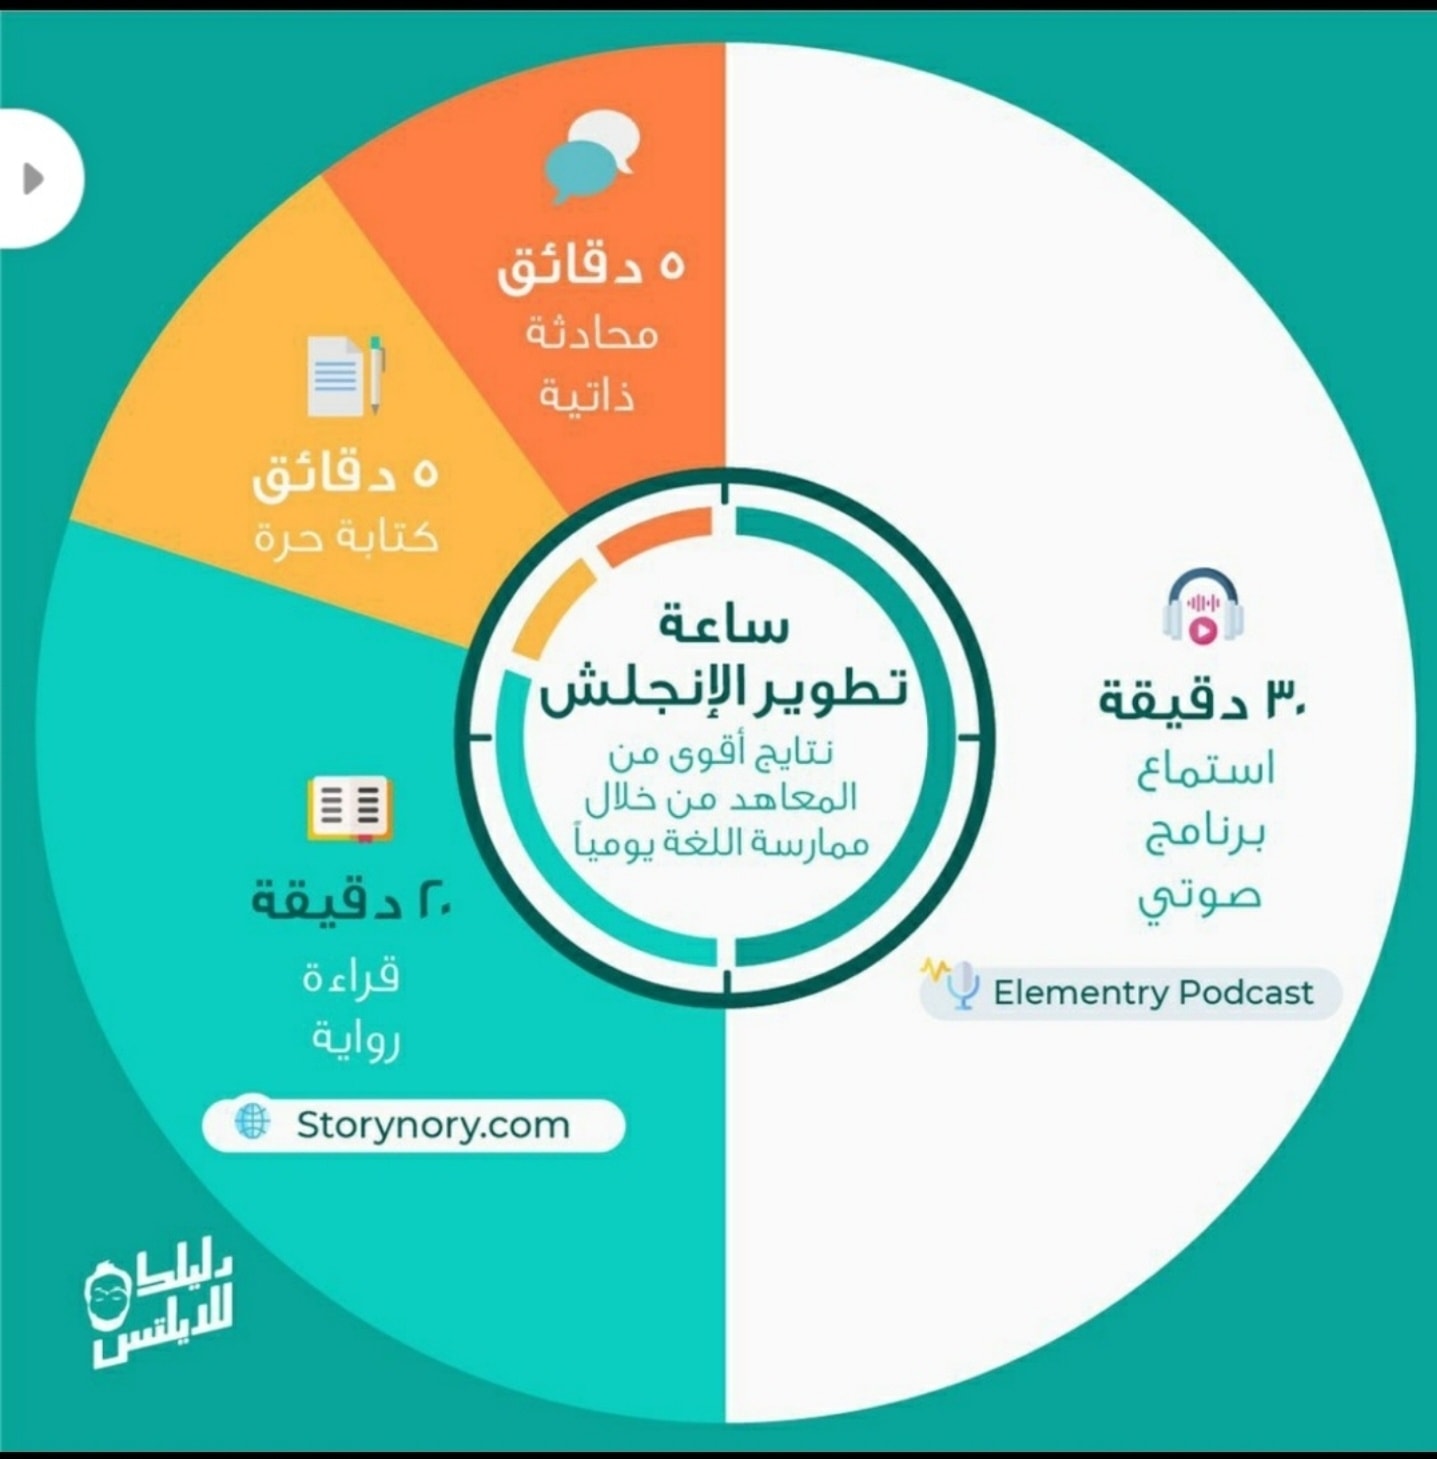 ساعة
تطوير الإنجلش
نتايج أقوى من
المعاهد من خلال
ممارسة اللغة يومياً
٣٠ دقيقة
استماع
برنامج
صوتي
Elementry Podcast
٢٠ دقيقة
قراءة
رواية
Storynory.com
٥ دقائق
كتابة حرة
٥ دقائق
محادثة
ذاتية
دليلك
للايلتس